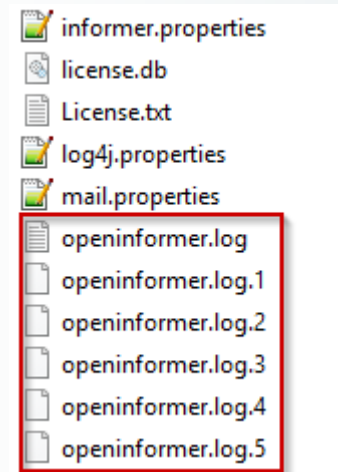 informer.properties
license.db
License.txt
log4j.properties
mail.properties
openinformer.log
openinformer.log.1
openinformer.log.2
openinformer.log.3
openinformer.log.4
openinformer.log.5